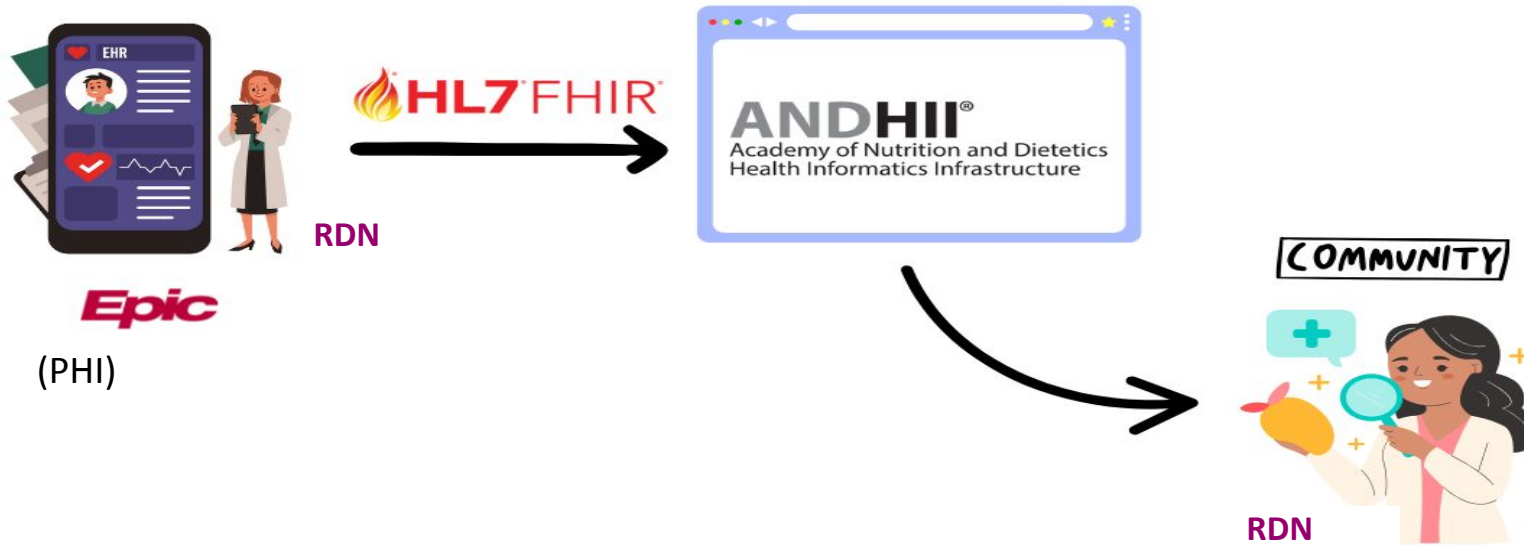 EHR
HL7® FHIR®
ANDHII®
Academy of Nutrition and Dietetics
Health Informatics Infrastructure
RDN
Epic
(PHI)
COMMUNITY
RDN